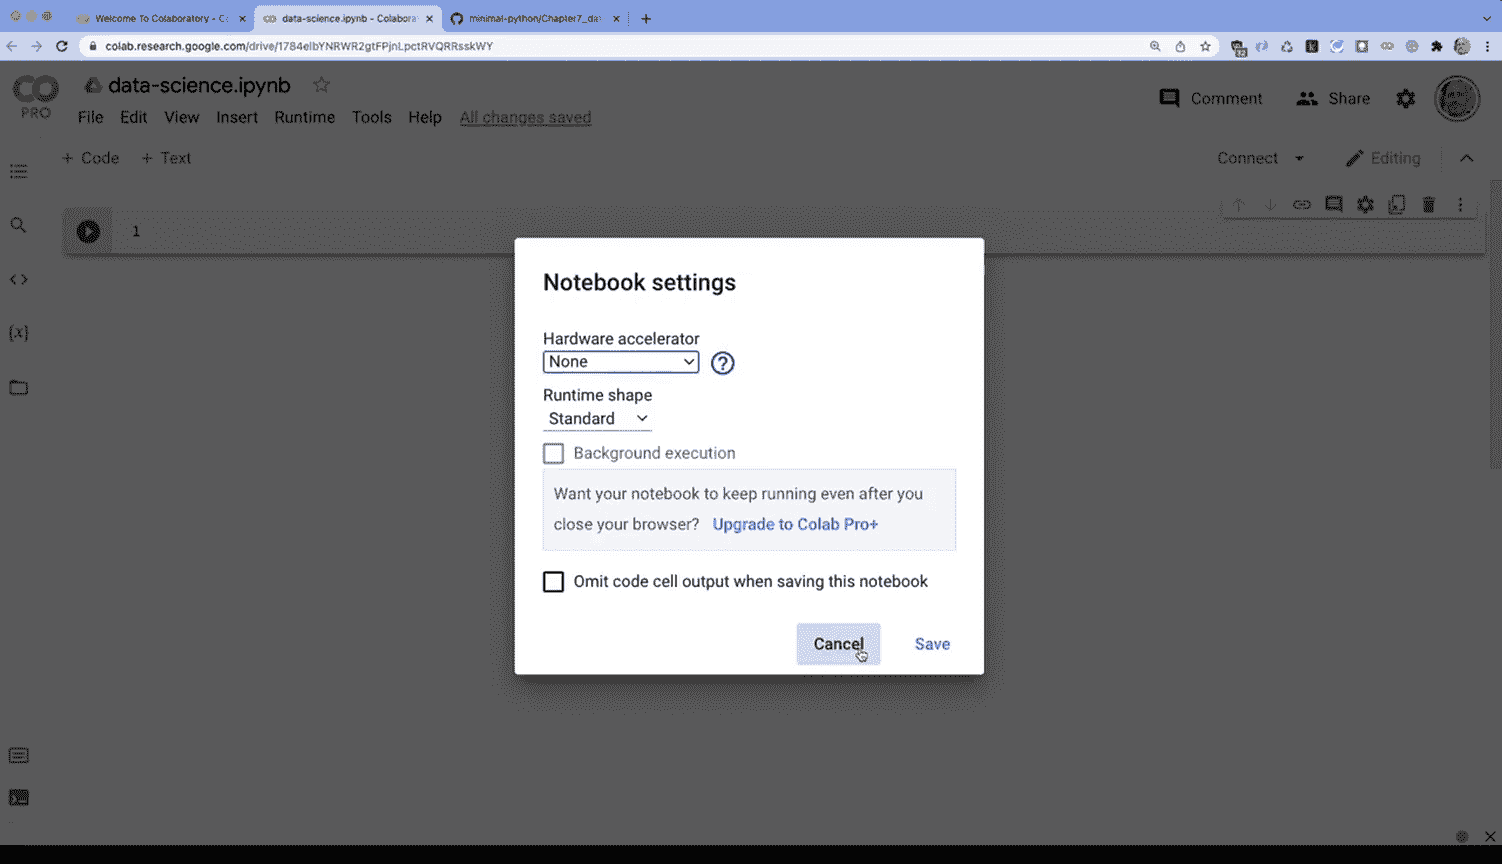 Welcome To Colaboratory - C
data-science.ipynb - Colabora
minimal-python/Chapter7_da
colab.research.google.com/drive/1784elbYNRWR2gtFPjnLpctRVQRRsskWY
PRO
data-science.ipynb
Comment
Share
File Edit View Insert Runtime Tools Help All changes saved
+ Code + Text
Connect
Editing
1
Notebook settings
Hardware accelerator
None
?
Runtime shape
Standard
Background execution
Want your notebook to keep running even after you
close your browser? Upgrade to Colab Pro+
Omit code cell output when saving this notebook
Cancel Save